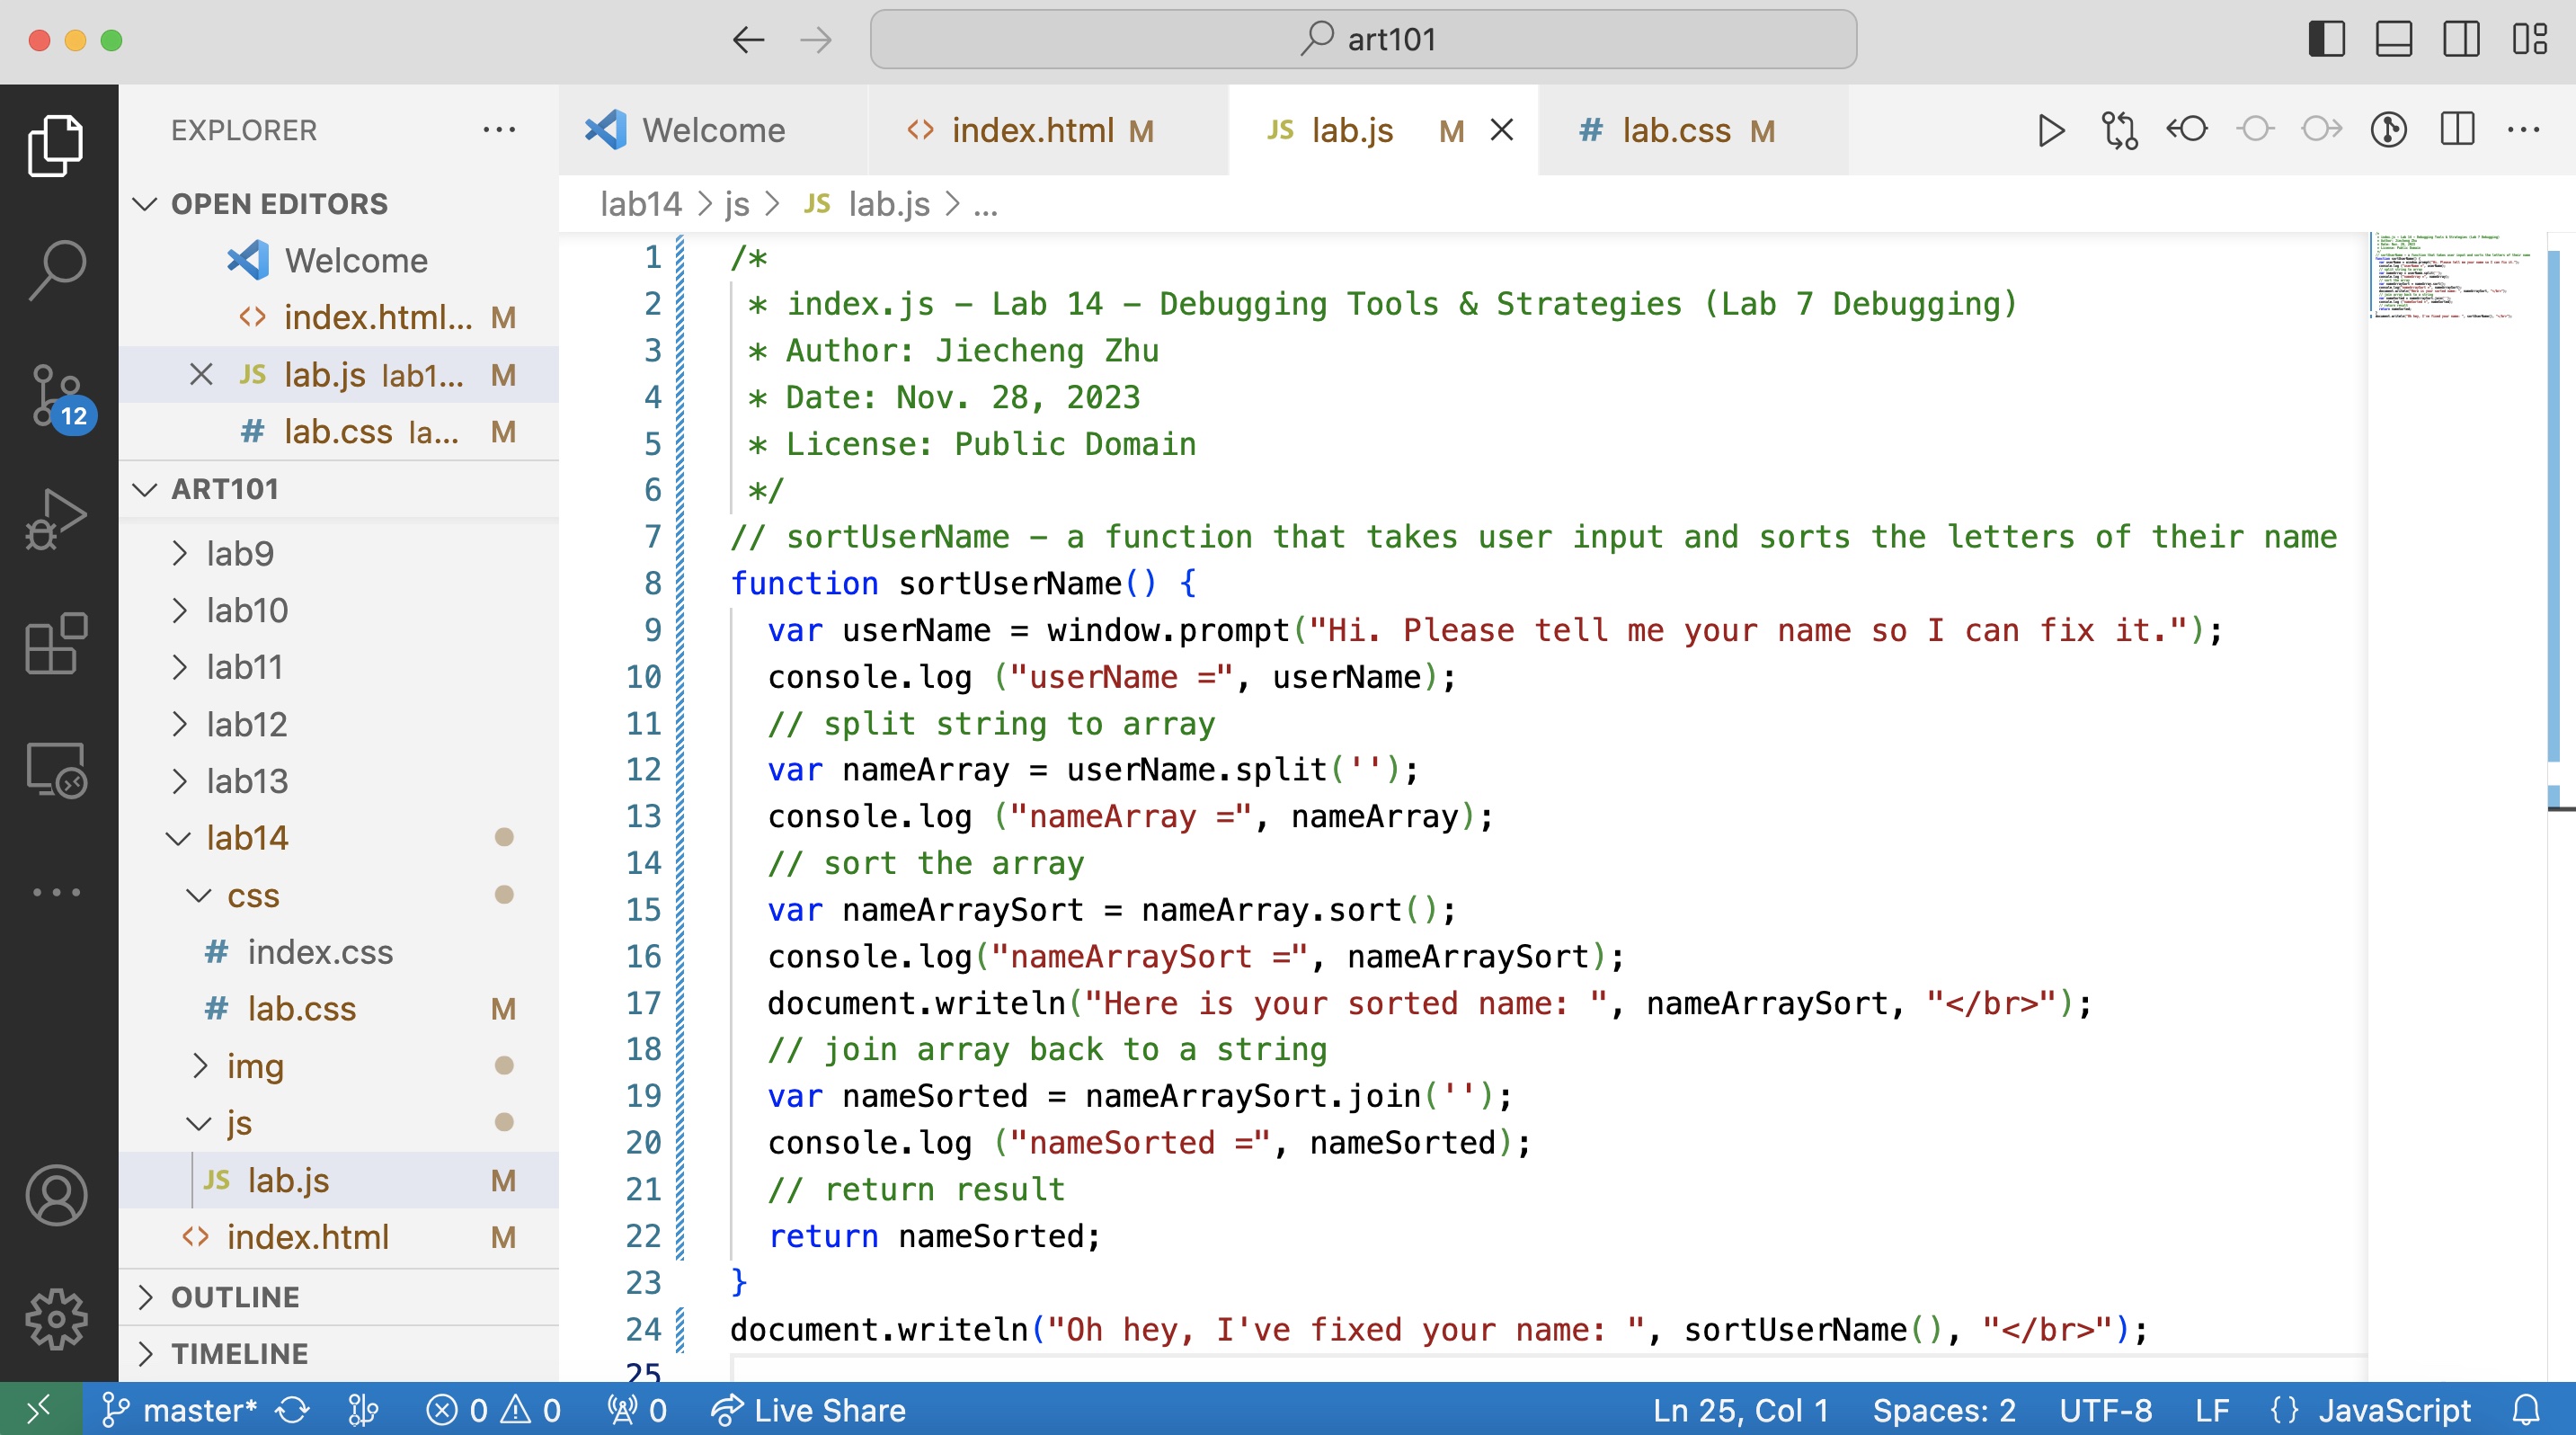 art101
EXPLORER
OPEN EDITORS
Welcome
index.html... M
JS lab.js lab1... M
# lab.css la... M
ART101
lab9
lab10
lab11
lab12
lab13
lab14
css
# index.css
# lab.css M
img
js
JS lab.js M
index.html M
OUTLINE
TIMELINE
12
Welcome
index.html M
JS lab.js M
# lab.css M
lab14 > js > JS lab.js > ...
1 /*
2 * index.js – Lab 14 – Debugging Tools & Strategies (Lab 7 Debugging)
3 * Author: Jiecheng Zhu
4 * Date: Nov. 28, 2023
5 * License: Public Domain
6 */
7 // sortUserName – a function that takes user input and sorts the letters of their name
8 function sortUserName() {
9 var userName = window.prompt("Hi. Please tell me your name so I can fix it.");
10 console.log ("userName =", userName);
11 // split string to array
12 var nameArray = userName.split('');
13 console.log ("nameArray =", nameArray);
14 // sort the array
15 var nameArraySort = nameArray.sort();
16 console.log("nameArraySort =", nameArraySort);
17 document.writeln("Here is your sorted name: ", nameArraySort, "</br>");
18 // join array back to a string
19 var nameSorted = nameArraySort.join('');
20 console.log ("nameSorted =", nameSorted);
21 // return result
22 return nameSorted;
23 }
24 document.writeln("Oh hey, I've fixed your name: ", sortUserName(), "</br>");
25
master* 0 0 0 Live Share Ln 25, Col 1 Spaces: 2 UTF-8 LF {} JavaScript